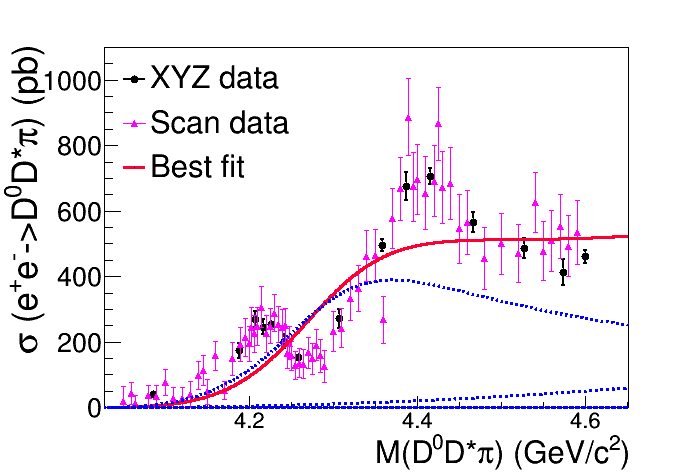 σ (e⁺e⁻->D⁰D*π) (pb)
1000
800
600
400
200
0
XYZ data
Scan data
Best fit
4.2
4.4
4.6
M(D⁰D*π) (GeV/c²)